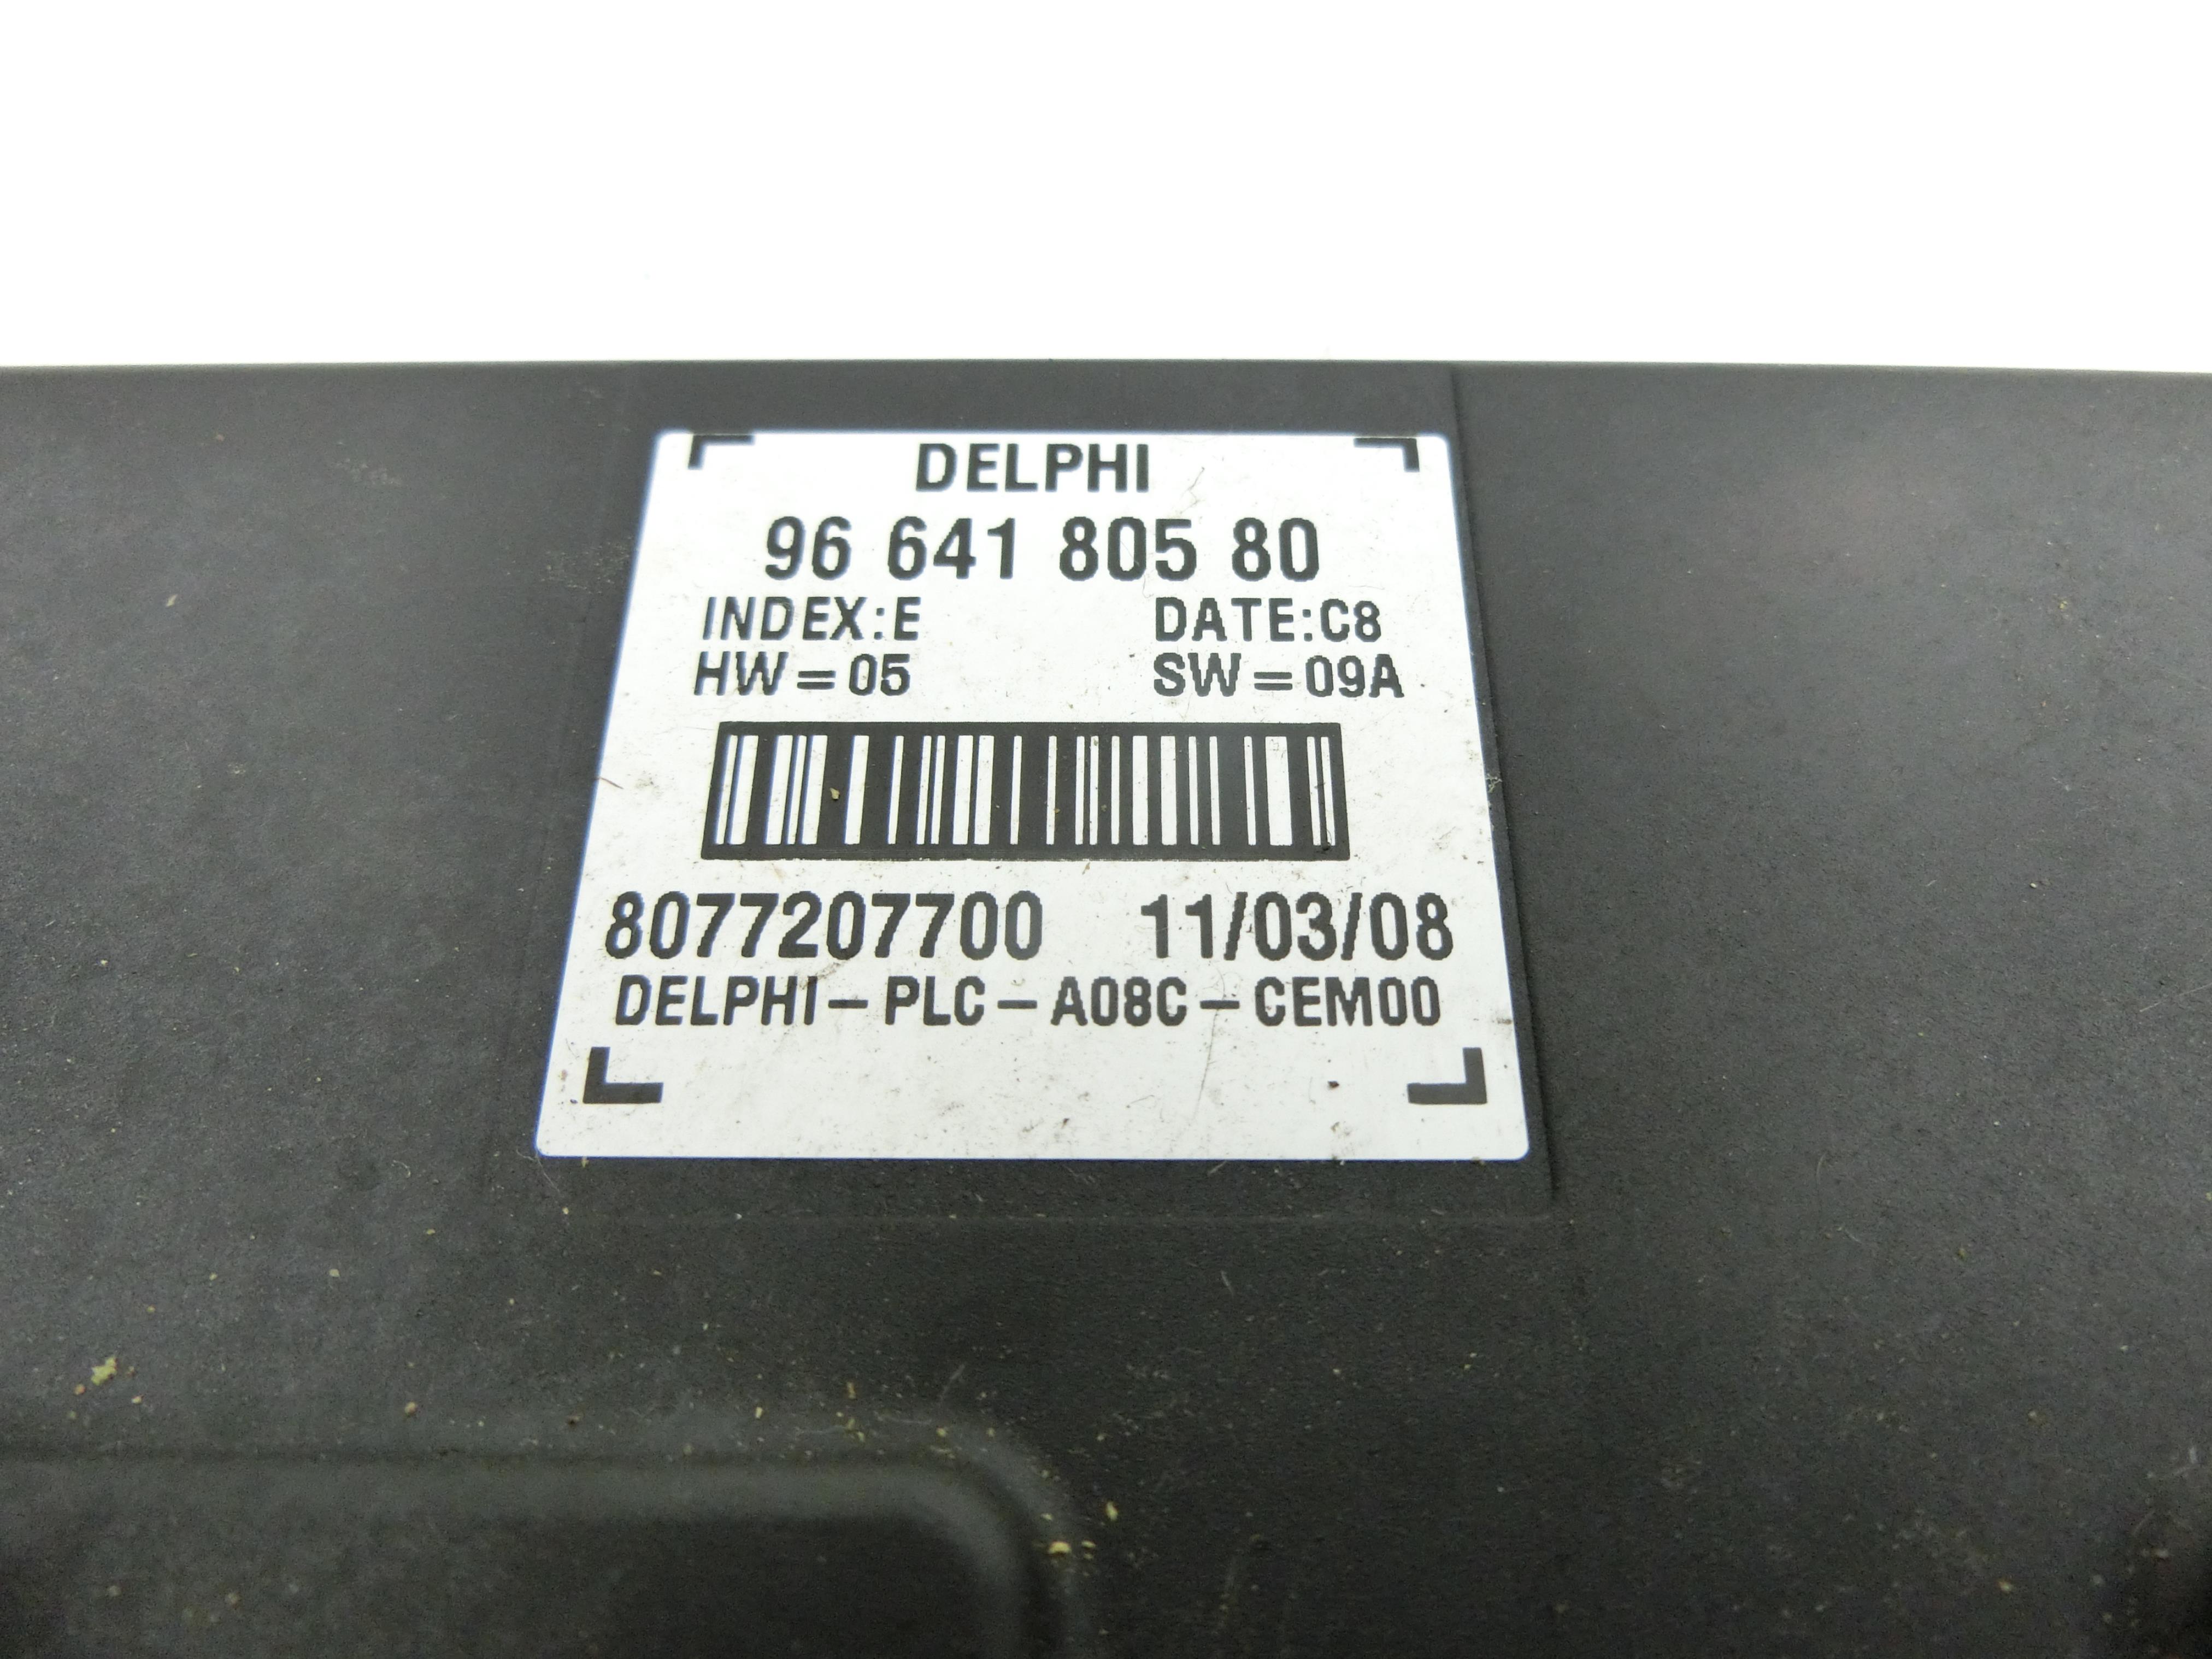 DELPHI
96 641 805 80
INDEX:E DATE:C8
HW=05 SW=09A
8077207700 11/03/08
DELPHI-PLC-A08C-CEM00